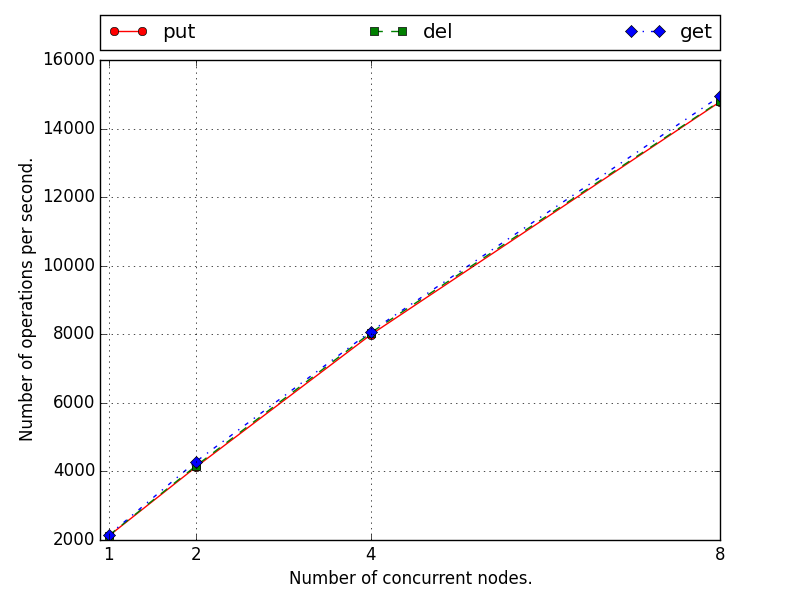 put del get
16000
14000
12000
10000
8000
6000
4000
2000
Number of operations per second.
1 2 4 8
Number of concurrent nodes.